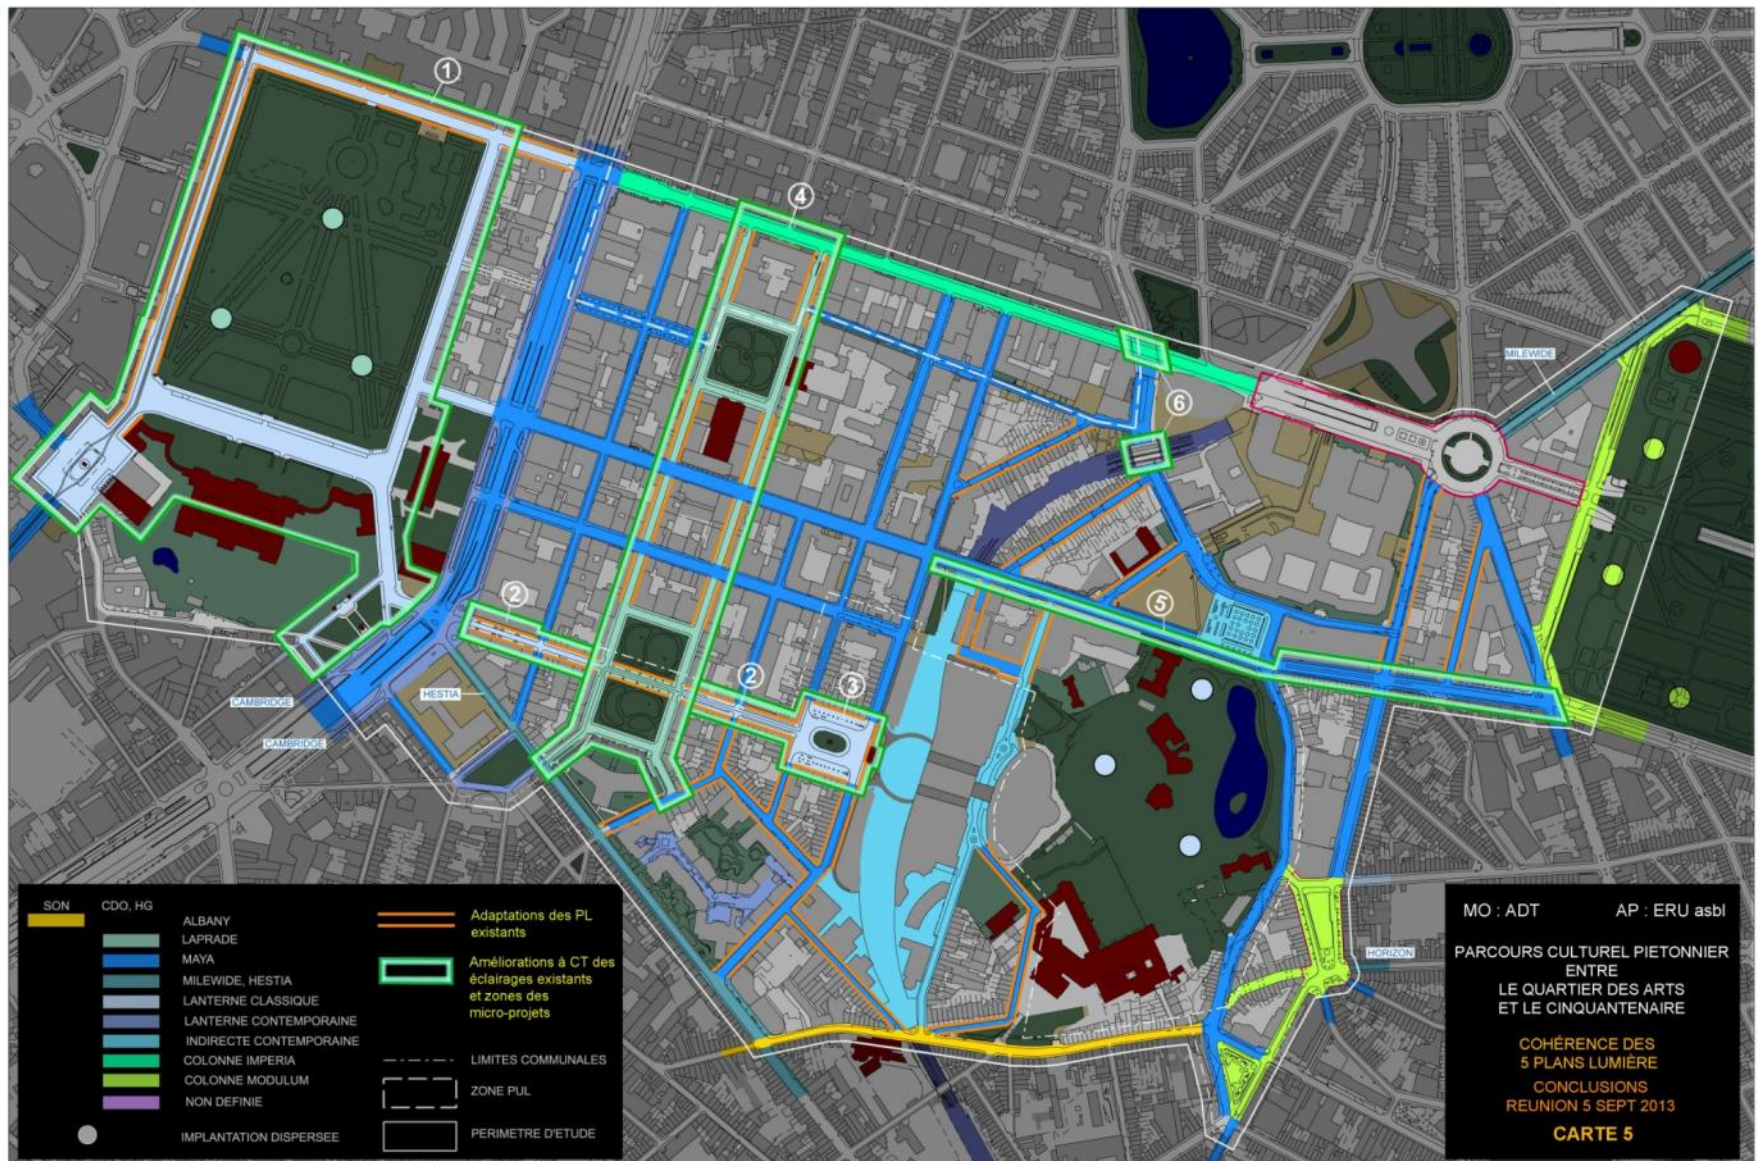 1
4
6
MILEWIDE
6
5
2
2
3
HESTIA
CAMBRIDGE
CAMBRIDGE
HORIZON
SON
CDO, HG
ALBANY
LAPRADE
MAYA
MILEWIDE, HESTIA
LANTERNE CLASSIQUE
LANTERNE CONTEMPORAINE
INDIRECTE CONTEMPORAINE
COLONNE IMPERIA
COLONNE MODULUM
NON DEFINIE
IMPLANTATION DISPERSEE
Adaptations des PL
existants
Améliorations à CT des
éclairages existants
et zones des
micro-projets
LIMITES COMMUNALES
ZONE PUL
PERIMETRE D'ETUDE
MO : ADT AP : ERU asbl
PARCOURS CULTUREL PIETONNIER
ENTRE
LE QUARTIER DES ARTS
ET LE CINQUANTENAIRE
COHÉRENCE DES
5 PLANS LUMIÈRE
CONCLUSIONS
REUNION 5 SEPT 2013
CARTE 5